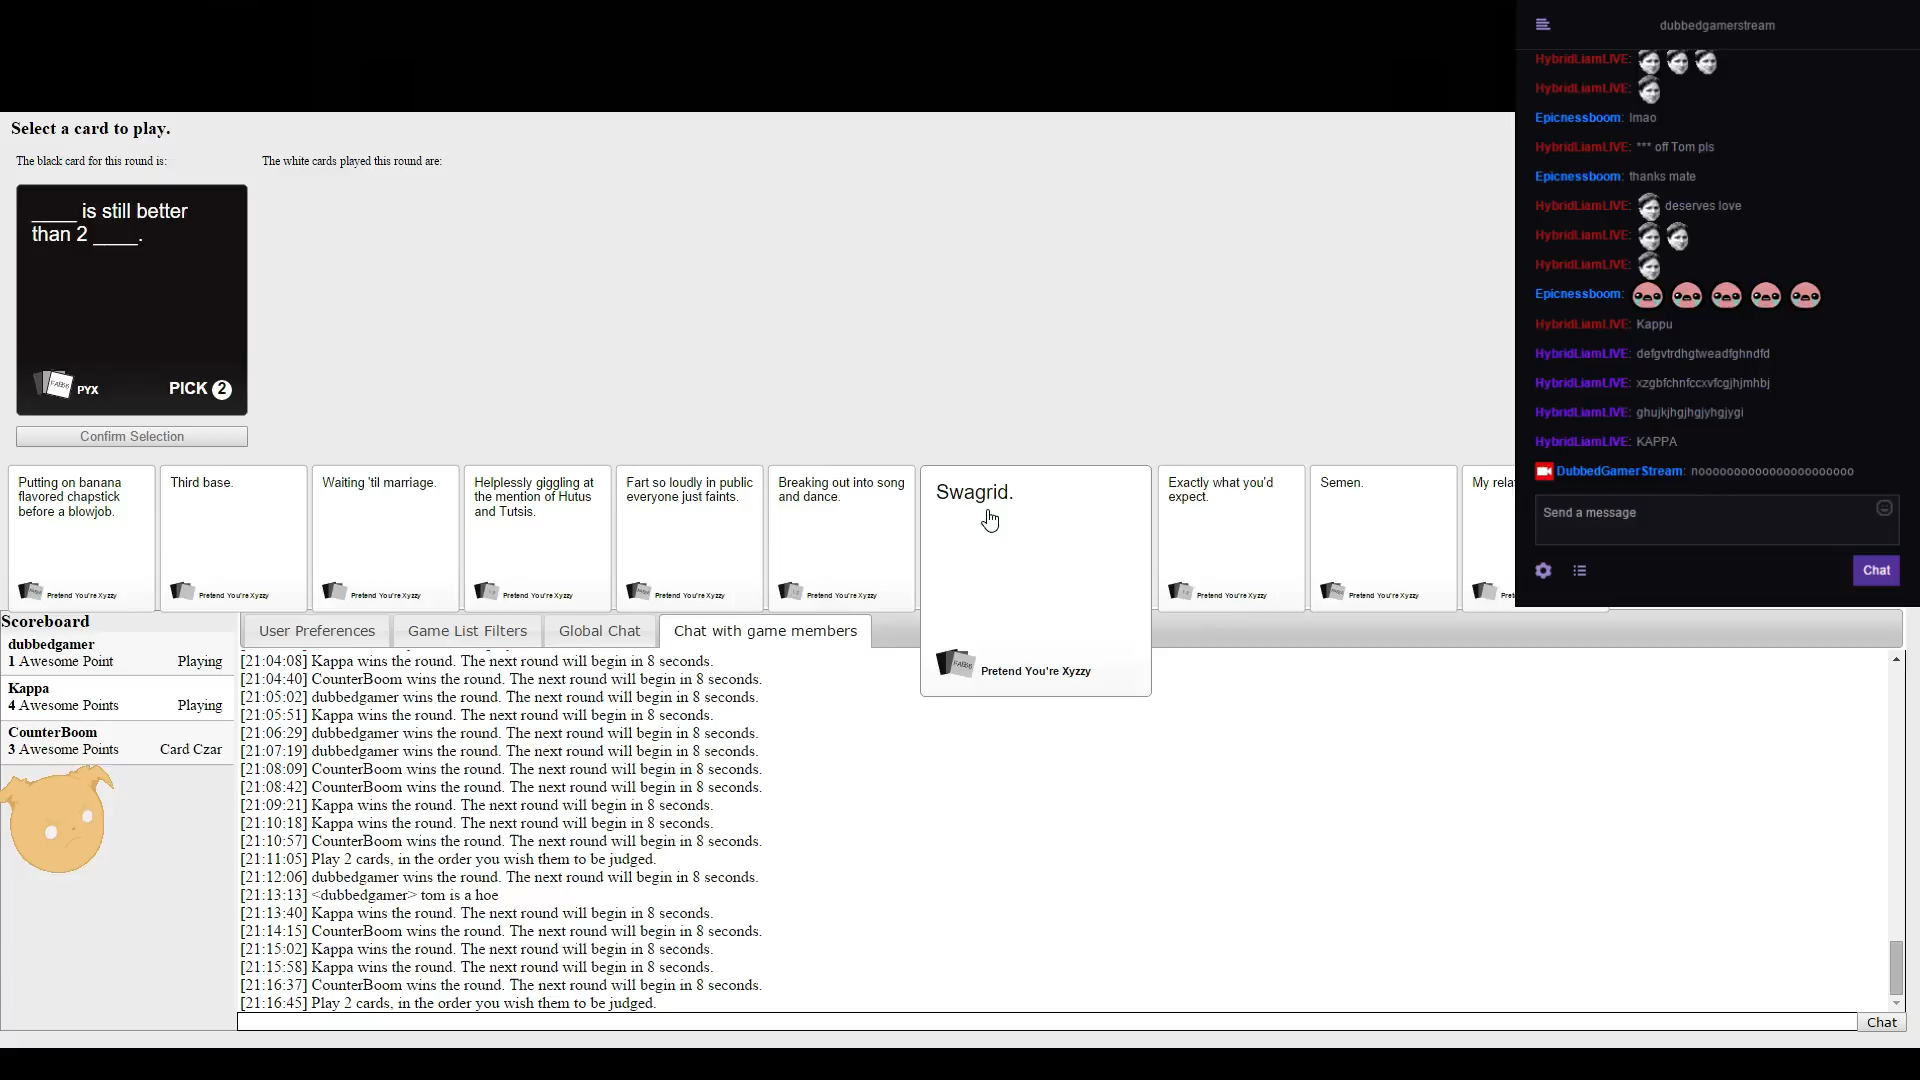 dubbedgamerstream
HybridLiamLIVE:
HybridLiamLIVE:
Epicnessboom: lmao
HybridLiamLIVE: *** off Tom pls
Epicnessboom: thanks mate
HybridLiamLIVE: deserves love
HybridLiamLIVE:
HybridLiamLIVE:
Epicnessboom:
HybridLiamLIVE: Kappu
HybridLiamLIVE: defgvtrdhgtweadfghndfd
HybridLiamLIVE: xzgbfchnfccxvfcgjhjmhbj
HybridLiamLIVE: ghujkjhgjhgjyhgjygi
HybridLiamLIVE: KAPPA
DubbedGamerStream: nooooooooooooooooooooooo
Send a message
Chat
Select a card to play.
The black card for this round is:
The white cards played this round are:
____ is still better
than 2 ____.
PYX
PICK 2
Confirm Selection
Putting on banana
flavored chapstick
before a blowjob.
Pretend You're Xyzzy
Third base.
Pretend You're Xyzzy
Waiting 'til marriage.
Pretend You're Xyzzy
Helplessly giggling at
the mention of Hutus
and Tutsis.
Pretend You're Xyzzy
Fart so loudly in public
everyone just faints.
Pretend You're Xyzzy
Breaking out into song
and dance.
Pretend You're Xyzzy
Swagrid.
Pretend You're Xyzzy
Exactly what you'd
expect.
Pretend You're Xyzzy
Semen.
Pretend You're Xyzzy
My rela
Pret
Scoreboard
dubbedgamer
1 Awesome Point Playing
Kappa
4 Awesome Points Playing
CounterBoom
3 Awesome Points Card Czar
User Preferences
Game List Filters
Global Chat
Chat with game members
[21:04:08] Kappa wins the round. The next round will begin in 8 seconds.
[21:04:40] CounterBoom wins the round. The next round will begin in 8 seconds.
[21:05:02] dubbedgamer wins the round. The next round will begin in 8 seconds.
[21:05:51] Kappa wins the round. The next round will begin in 8 seconds.
[21:06:29] dubbedgamer wins the round. The next round will begin in 8 seconds.
[21:07:19] dubbedgamer wins the round. The next round will begin in 8 seconds.
[21:08:09] CounterBoom wins the round. The next round will begin in 8 seconds.
[21:08:42] CounterBoom wins the round. The next round will begin in 8 seconds.
[21:09:21] Kappa wins the round. The next round will begin in 8 seconds.
[21:10:18] Kappa wins the round. The next round will begin in 8 seconds.
[21:10:57] CounterBoom wins the round. The next round will begin in 8 seconds.
[21:11:05] Play 2 cards, in the order you wish them to be judged.
[21:12:06] dubbedgamer wins the round. The next round will begin in 8 seconds.
[21:13:13] <dubbedgamer> tom is a hoe
[21:13:40] Kappa wins the round. The next round will begin in 8 seconds.
[21:14:15] CounterBoom wins the round. The next round will begin in 8 seconds.
[21:15:02] Kappa wins the round. The next round will begin in 8 seconds.
[21:15:58] Kappa wins the round. The next round will begin in 8 seconds.
[21:16:37] CounterBoom wins the round. The next round will begin in 8 seconds.
[21:16:45] Play 2 cards, in the order you wish them to be judged.
Chat